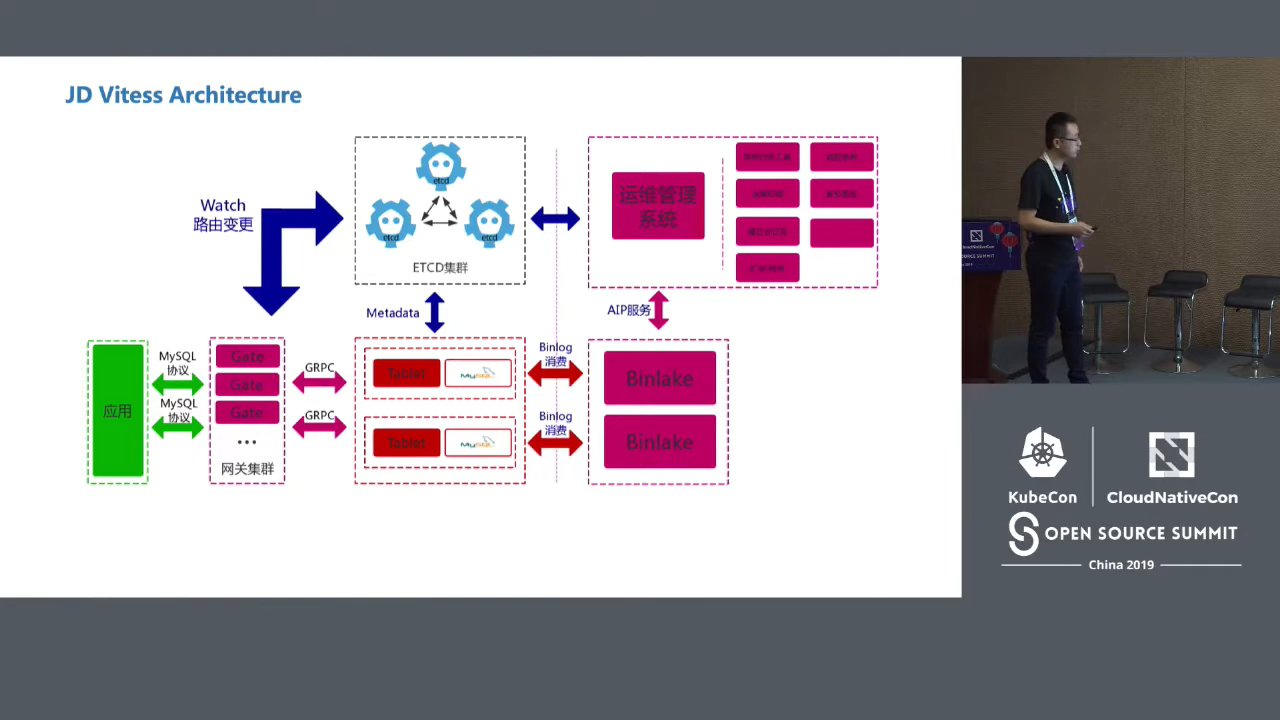 JD Vitess Architecture
Watch
路由变更
etcd
etcd
etcd
ETCD集群
运维管理
系统
Metadata
AIP服务
应用
MySQL
协议
MySQL
协议
Gate
Gate
Gate
...
网关集群
GRPC
GRPC
Tablet
MySQL
Tablet
MySQL
Binlog
消费
Binlog
消费
Binlake
Binlake
KubeCon
CloudNativeCon
OPEN SOURCE SUMMIT
China 2019